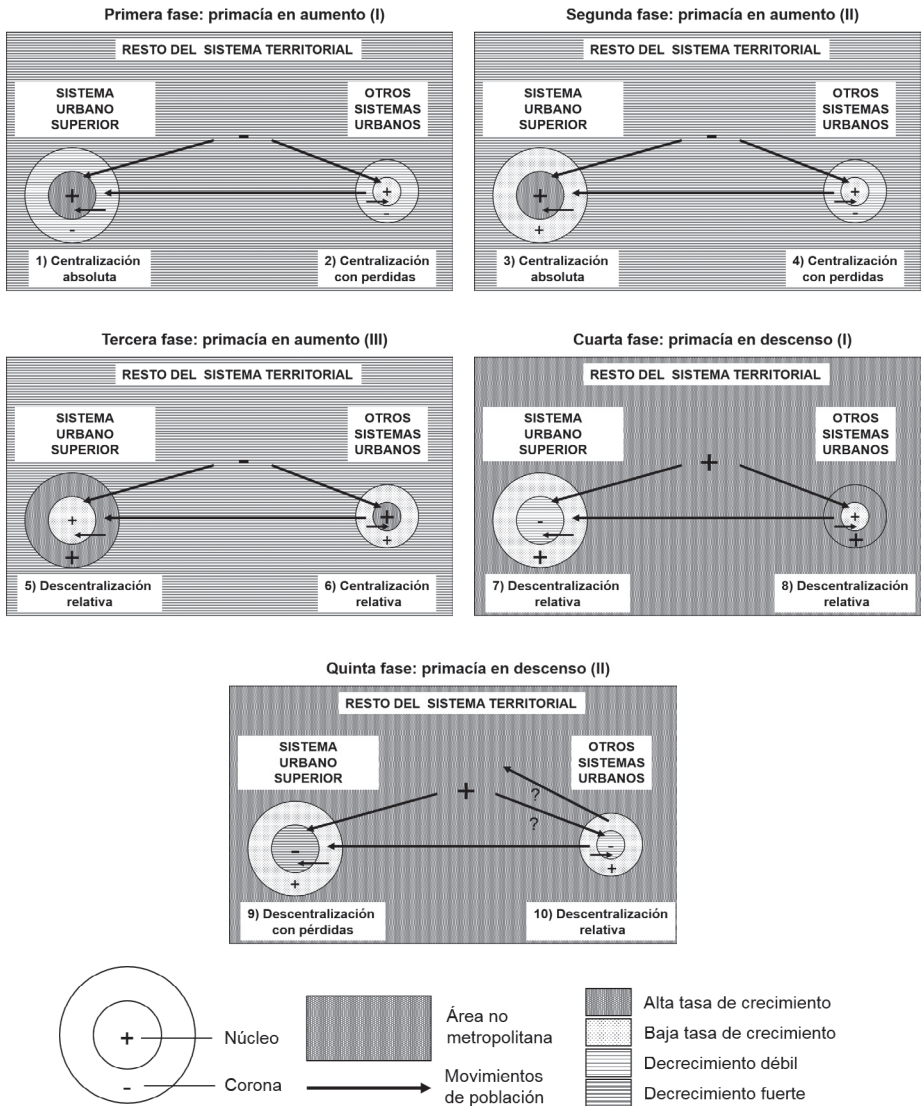 Primera fase: primacía en aumento (I)
RESTO DEL SISTEMA TERRITORIAL
SISTEMA
URBANO
SUPERIOR
OTROS
SISTEMAS
URBANOS
-
+
-
+
-
1) Centralización
absoluta
2) Centralización
con perdidas
Segunda fase: primacía en aumento (II)
RESTO DEL SISTEMA TERRITORIAL
SISTEMA
URBANO
SUPERIOR
OTROS
SISTEMAS
URBANOS
-
+
+
+
-
3) Centralización
absoluta
4) Centralización
con perdidas
Tercera fase: primacía en aumento (III)
RESTO DEL SISTEMA TERRITORIAL
SISTEMA
URBANO
SUPERIOR
OTROS
SISTEMAS
URBANOS
-
+
+
+
+
5) Descentralización
relativa
6) Centralización
relativa
Cuarta fase: primacía en descenso (I)
RESTO DEL SISTEMA TERRITORIAL
SISTEMA
URBANO
SUPERIOR
OTROS
SISTEMAS
URBANOS
+
-
+
+
+
7) Descentralización
relativa
8) Descentralización
relativa
Quinta fase: primacía en descenso (II)
RESTO DEL SISTEMA TERRITORIAL
SISTEMA
URBANO
SUPERIOR
OTROS
SISTEMAS
URBANOS
+
?
?
-
+
-
+
9) Descentralización
con pérdidas
10) Descentralización
relativa
+
Núcleo
-
Corona
Área no
metropolitana
Movimientos
de población
Alta tasa de crecimiento
Baja tasa de crecimiento
Decrecimiento débil
Decrecimiento fuerte